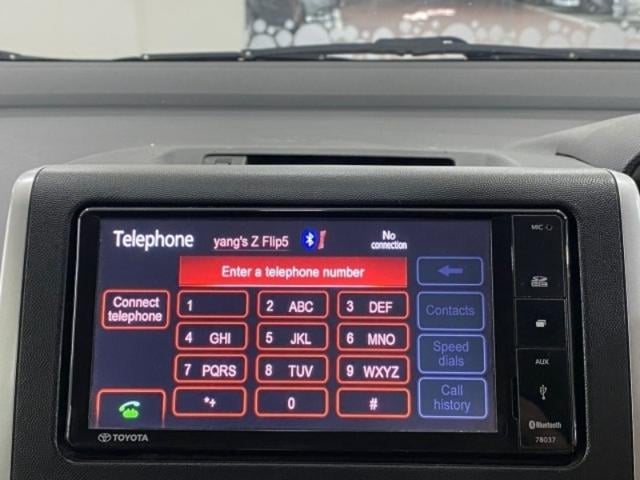 MIC
Telephone yang's Z Flip5 No connection
Enter a telephone number
Connect telephone
1 2 ABC 3 DEF Contacts
4 GHI 5 JKL 6 MNO Speed dials
7 PQRS 8 TUV 9 WXYZ Call history
*+ 0 #
AUX
TOYOTA
Bluetooth
78037